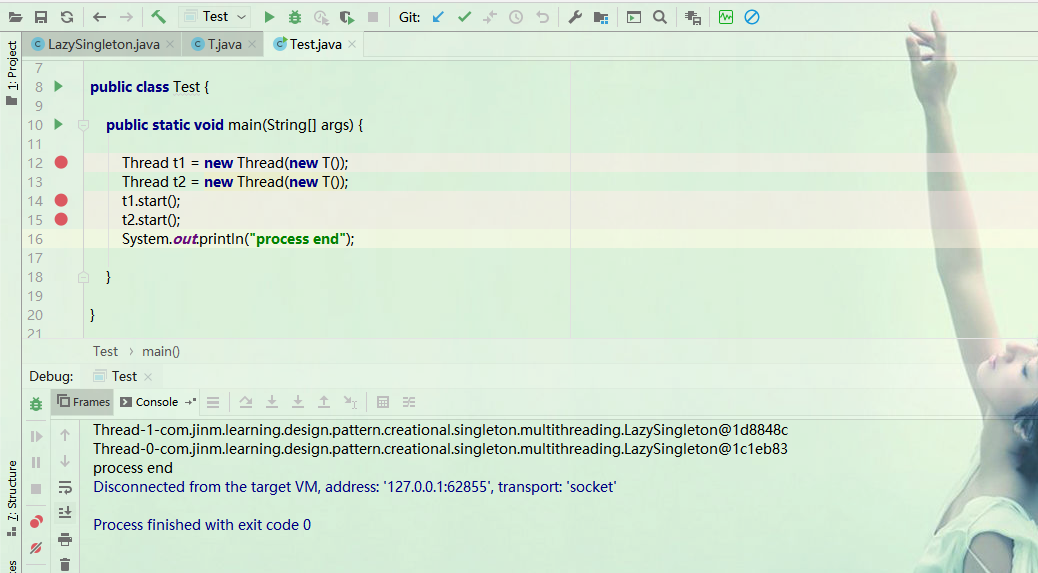 Test
Git:
LazySingleton.java
T.java
Test.java
1: Project
7
8 public class Test {
9
10 public static void main(String[] args) {
11
12 Thread t1 = new Thread(new T());
13 Thread t2 = new Thread(new T());
14 t1.start();
15 t2.start();
16 System.out.println("process end");
17
18 }
19
20 }
21
Test › main()
Debug: Test
Frames Console
Thread-1-com.jinm.learning.design.pattern.creational.singleton.multithreading.LazySingleton@1d8848c
Thread-0-com.jinm.learning.design.pattern.creational.singleton.multithreading.LazySingleton@1c1eb83
process end
Disconnected from the target VM, address: '127.0.0.1:62855', transport: 'socket'
Process finished with exit code 0
7: Structure